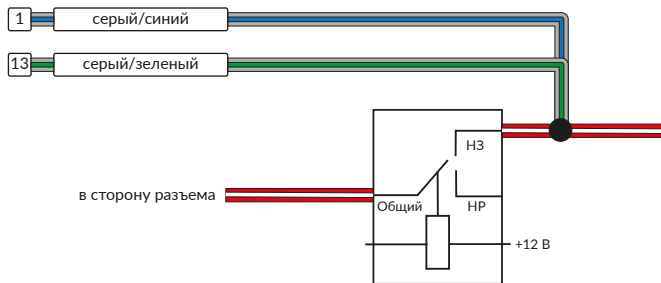 1 серый/синий
13 серый/зеленый
НЗ
в сторону разъема
Общий НР
+12 В